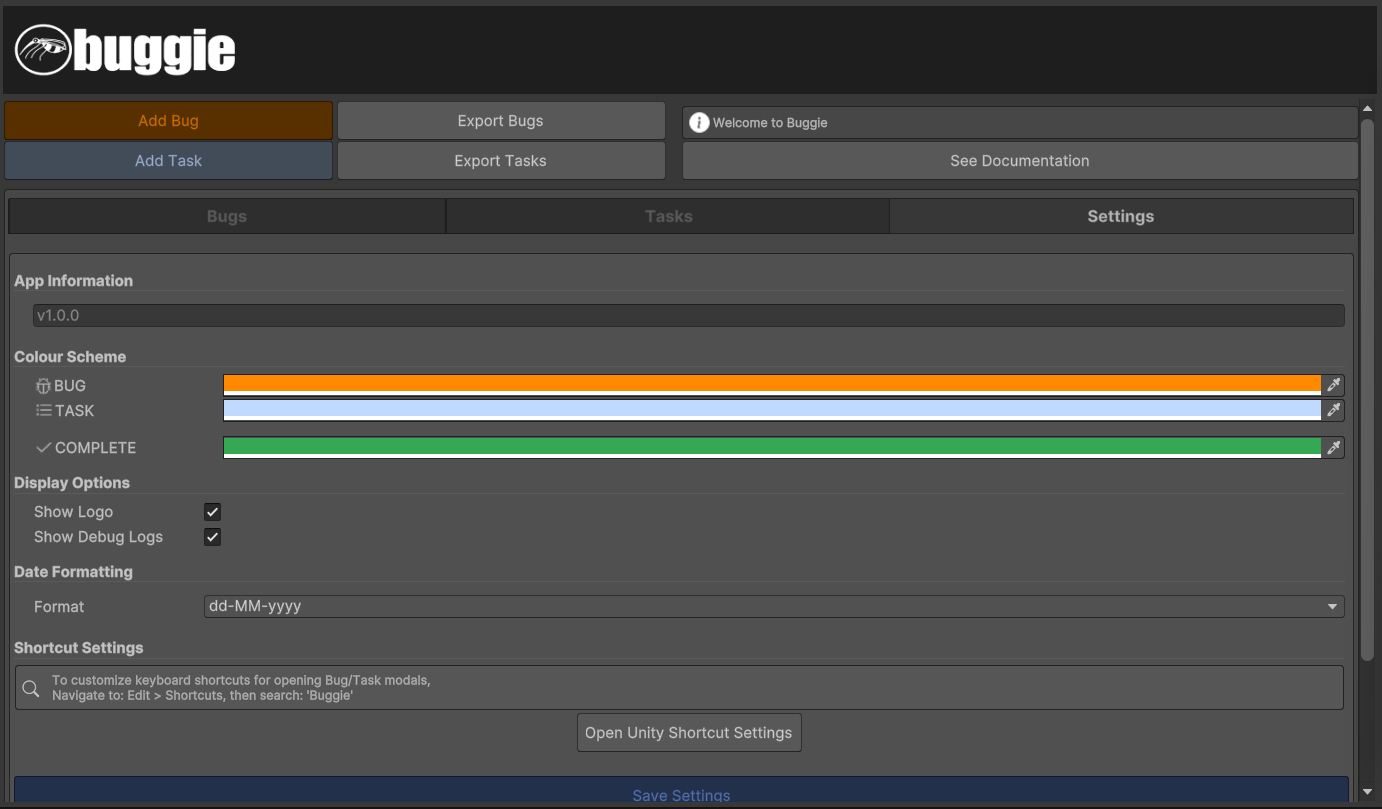 buggie
Add Bug
Export Bugs
Welcome to Buggie
Add Task
Export Tasks
See Documentation
Bugs
Tasks
Settings
App Information
v1.0.0
Colour Scheme
BUG
TASK
COMPLETE
Display Options
Show Logo
Show Debug Logs
Date Formatting
Format
dd-MM-yyyy
Shortcut Settings
To customize keyboard shortcuts for opening Bug/Task modals,
Navigate to: Edit > Shortcuts, then search: 'Buggie'
Open Unity Shortcut Settings
Save Settings